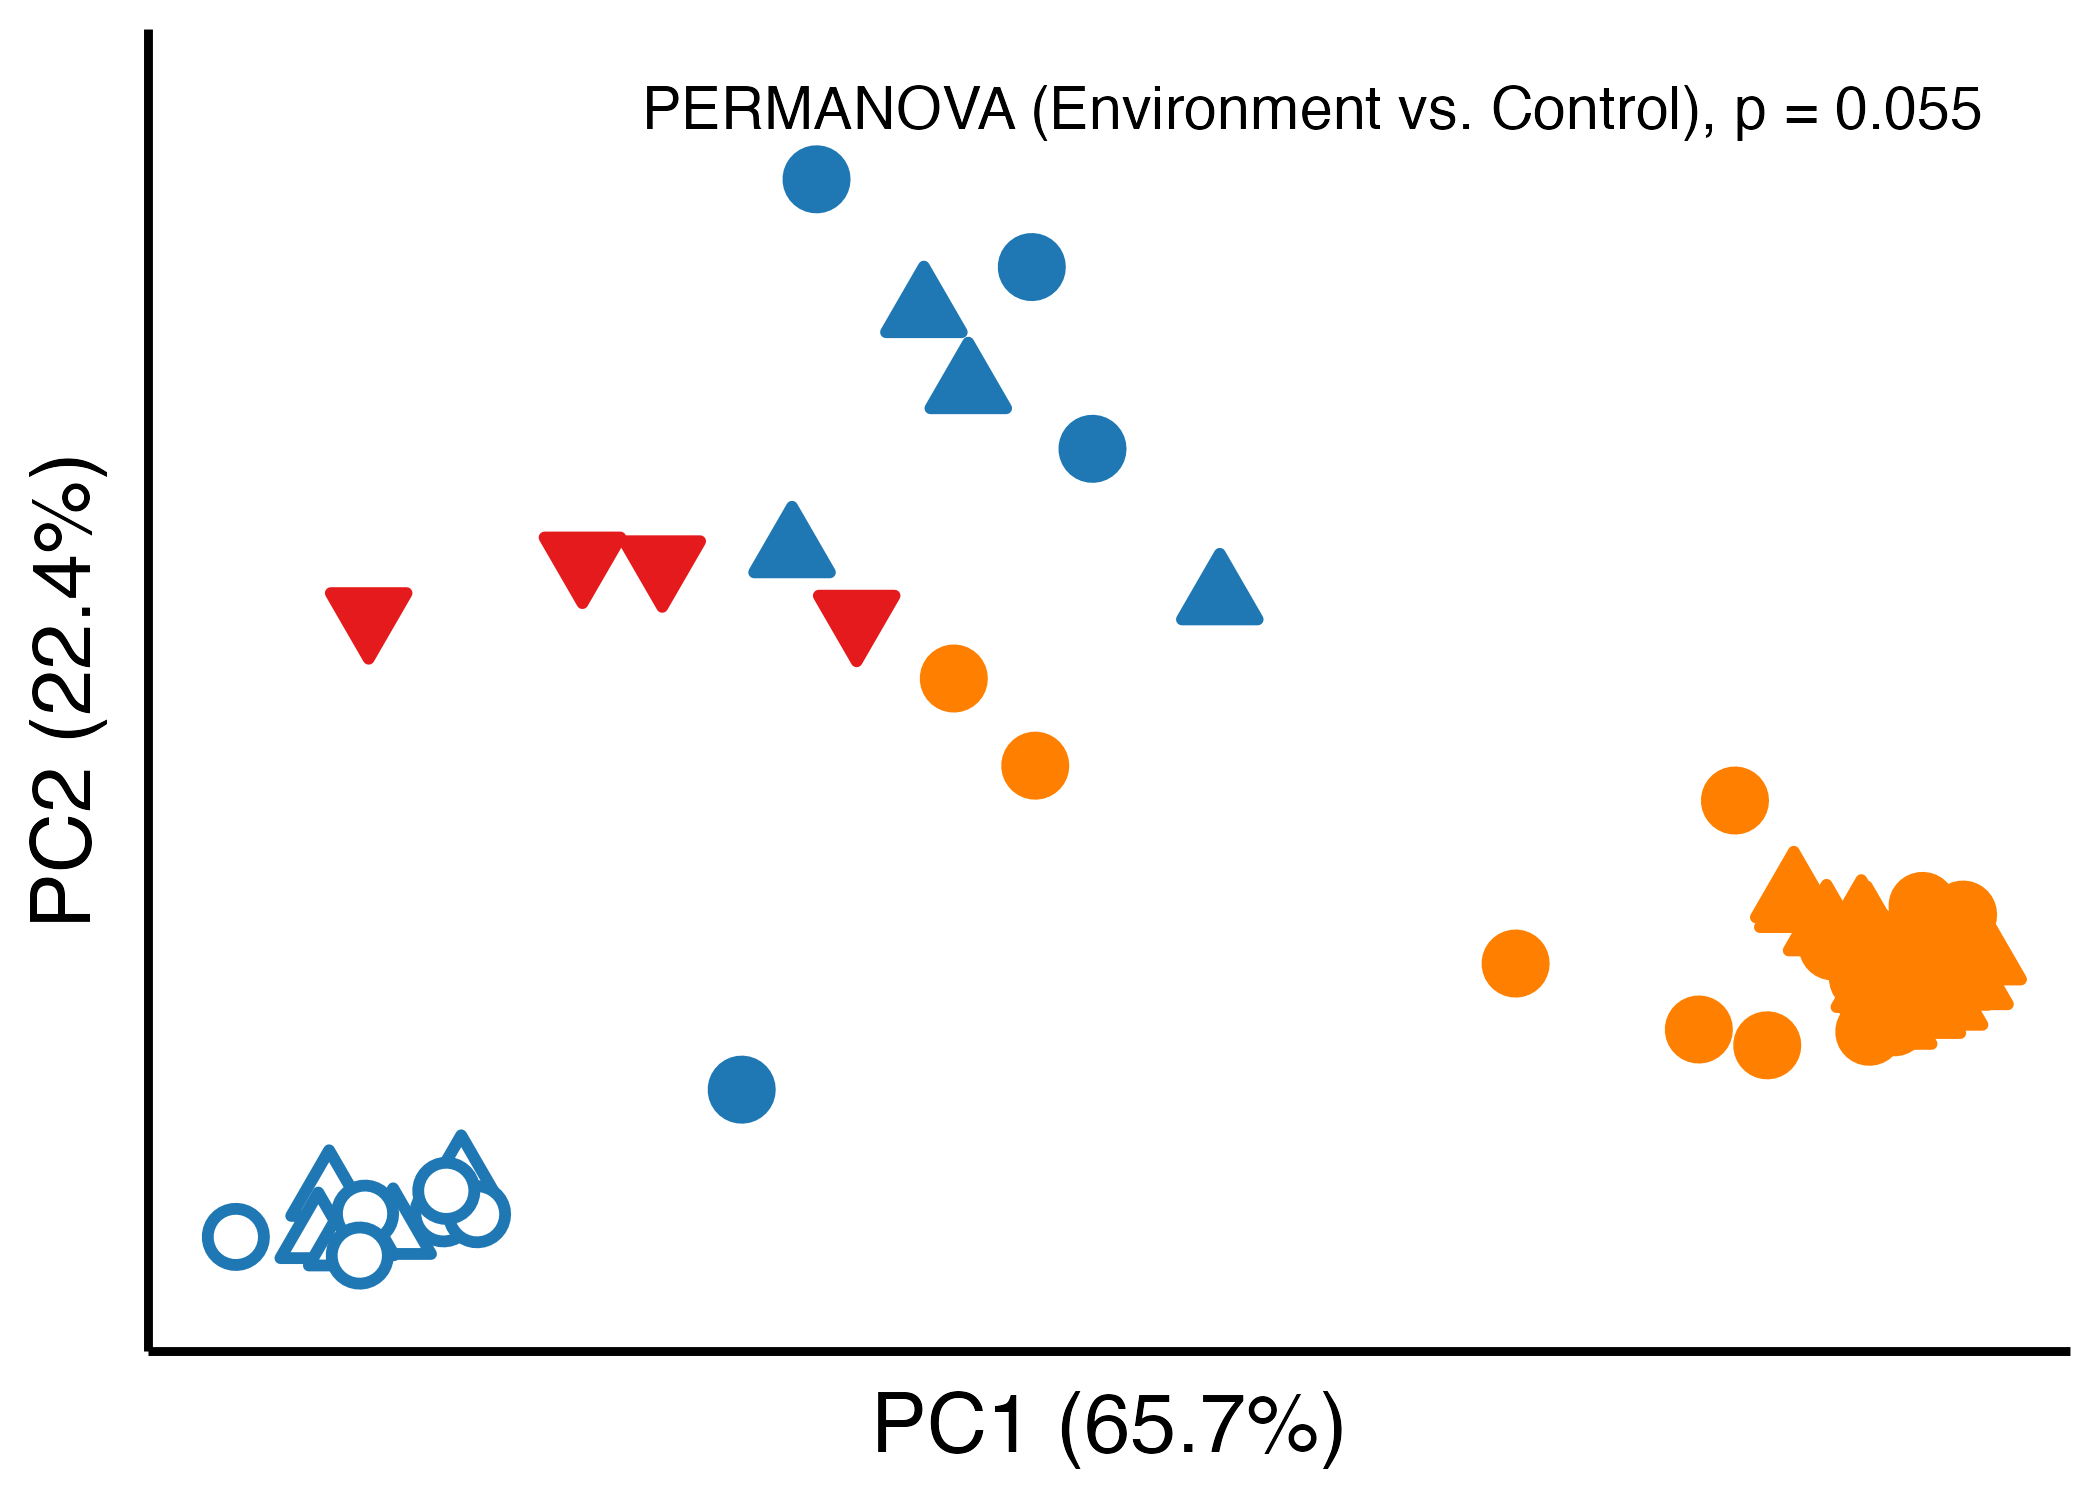 PERMANOVA (Environment vs. Control), p = 0.055
PC2 (22.4%)
PC1 (65.7%)